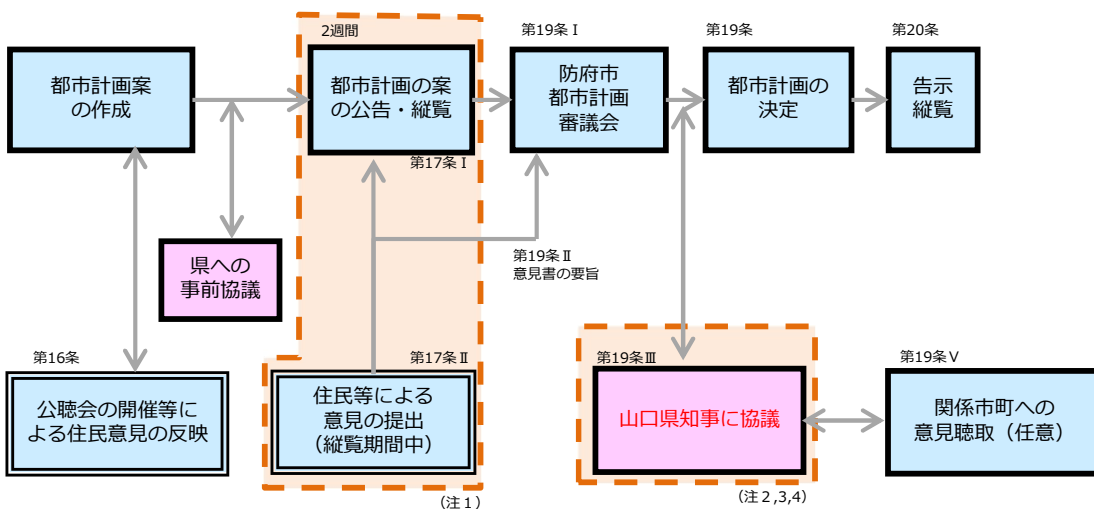 2週間
第19条Ⅰ
第19条
第20条
都市計画案
の作成
都市計画の案
の公告・縦覧
防府市
都市計画
審議会
都市計画の
決定
告示
縦覧
第17条Ⅰ
県への
事前協議
第19条Ⅱ
意見書の要旨
第16条
第17条Ⅱ
第19条Ⅲ
第19条Ⅴ
公聴会の開催等に
よる住民意見の反映
住民等による
意見の提出
（縦覧期間中）
山口県知事に協議
関係市町への
意見聴取（任意）
（注１）
（注２,3,4）